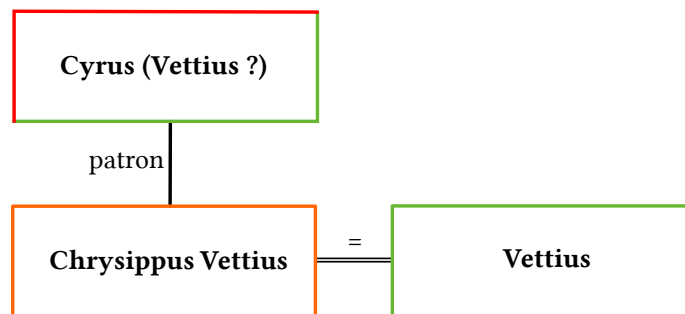 Cyrus (Vettius ?)
patron
Chrysippus Vettius
=
Vettius